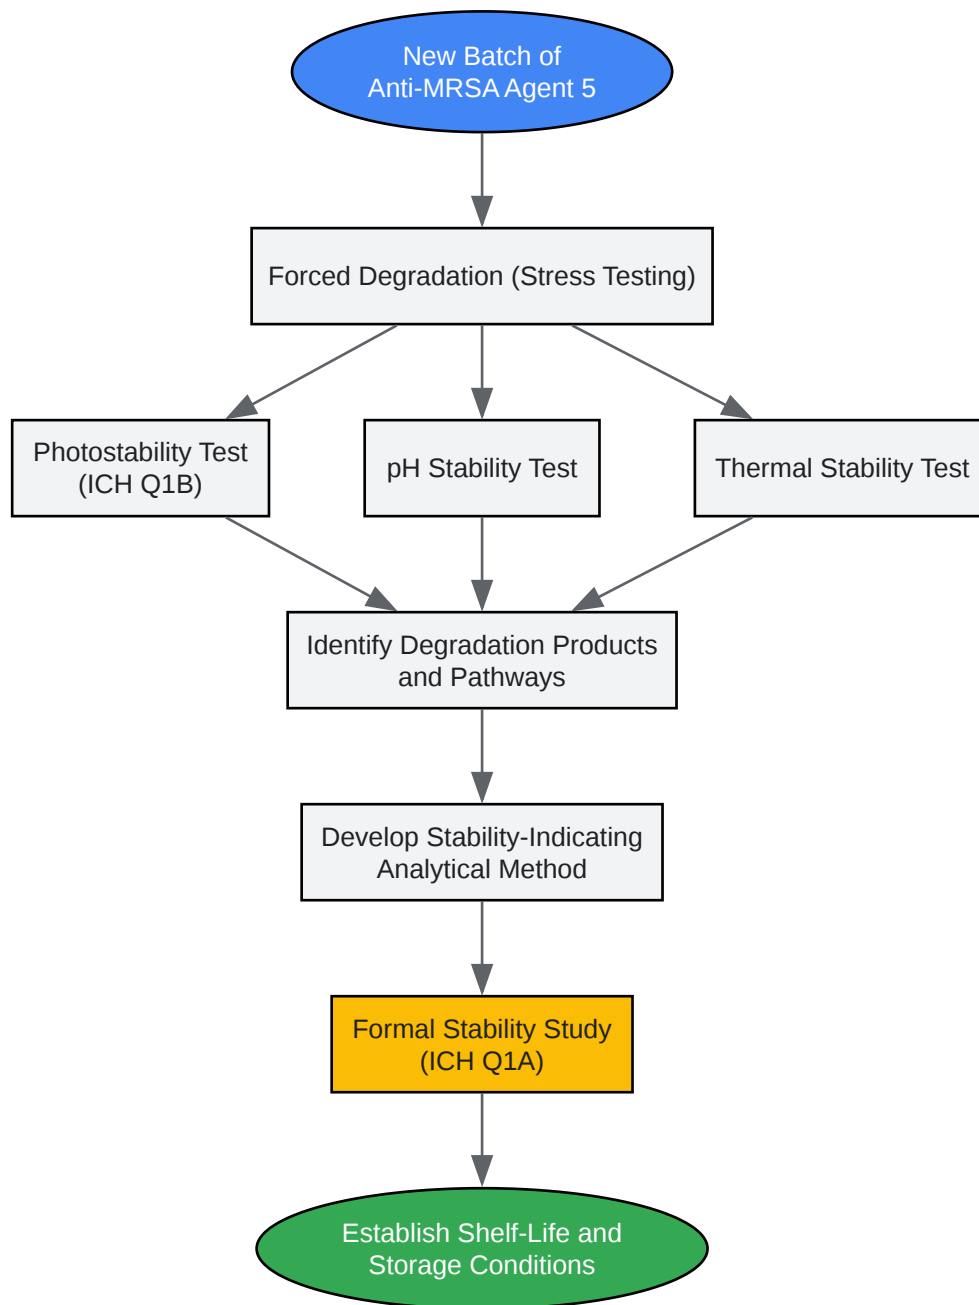 New Batch of
Anti-MRSA Agent 5
Forced Degradation (Stress Testing)
Photostability Test
(ICH Q1B)
pH Stability Test
Thermal Stability Test
Identify Degradation Products
and Pathways
Develop Stability-Indicating
Analytical Method
Formal Stability Study
(ICH Q1A)
Establish Shelf-Life and
Storage Conditions